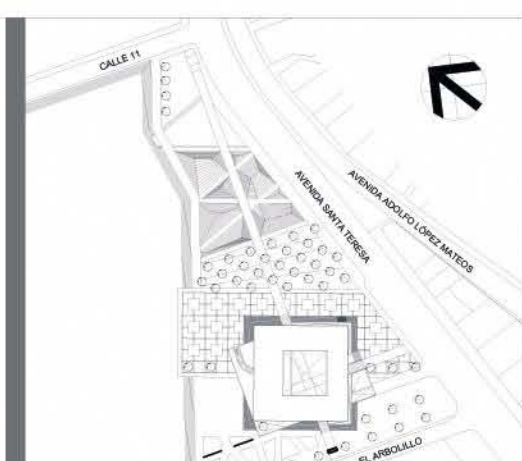 CALLE 11
AVENIDA SANTA TERESA
AVENIDA ADOLFO LÓPEZ MATEOS
EL ARBOLILLO